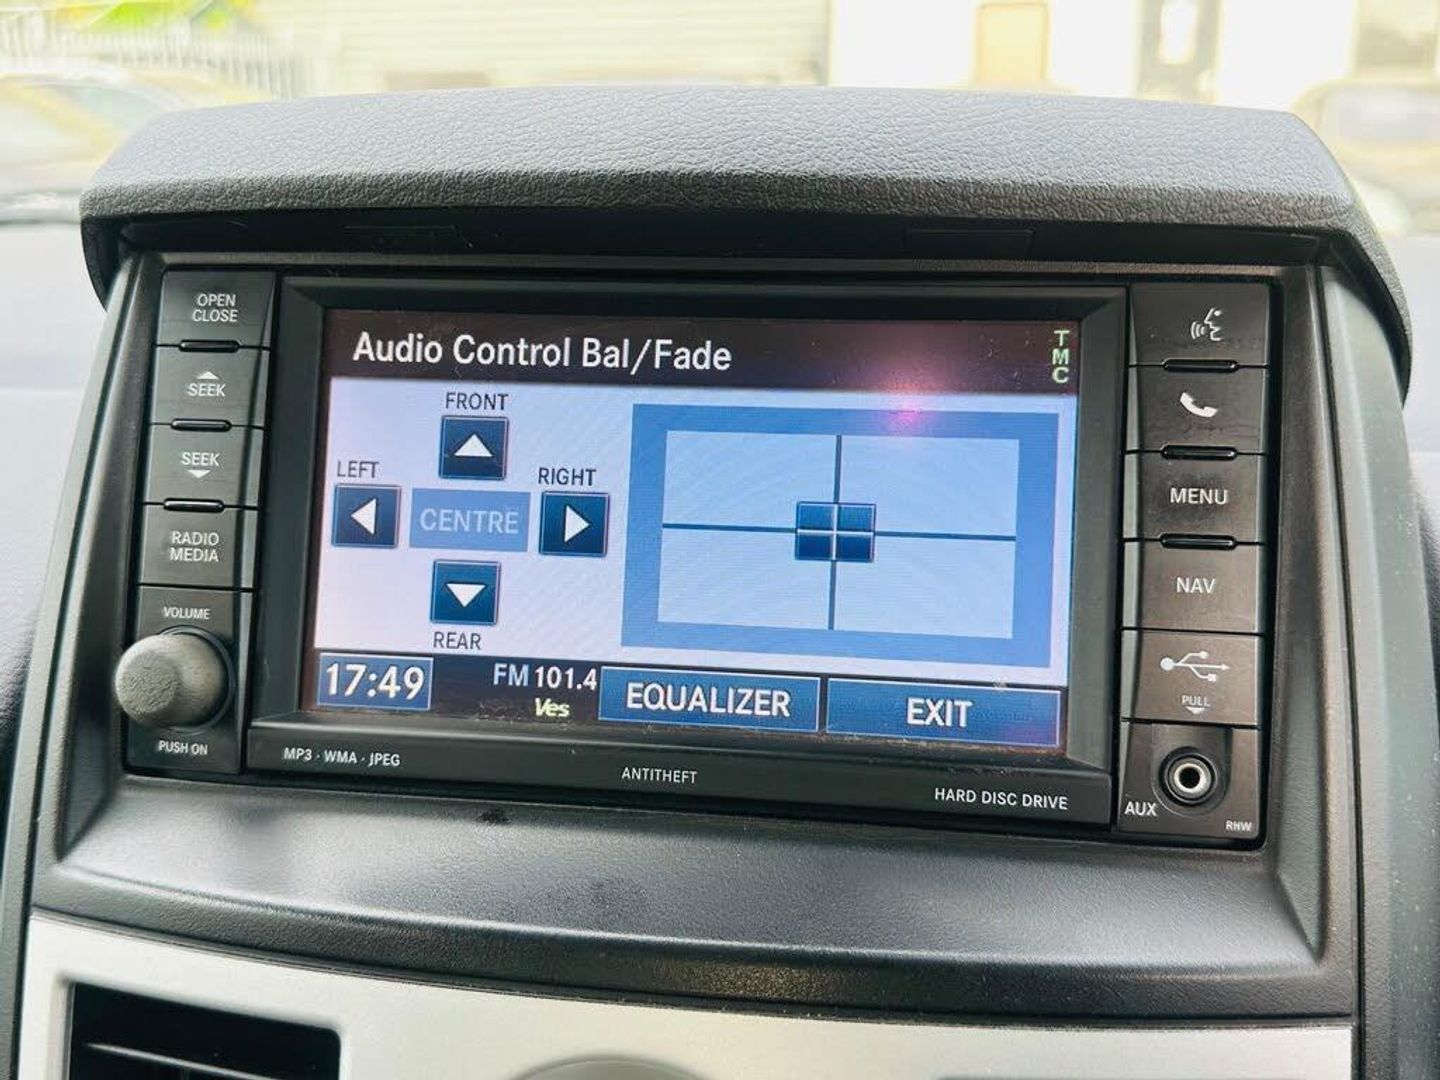 OPEN
CLOSE
SEEK
SEEK
RADIO
MEDIA
VOLUME
PUSH ON
Audio Control Bal/Fade
TMC
FRONT
LEFT
RIGHT
CENTRE
REAR
17:49
FM 101.4
Ves
EQUALIZER
EXIT
MP3 · WMA · JPEG
ANTITHEFT
HARD DISC DRIVE
MENU
NAV
PULL
AUX
RHW